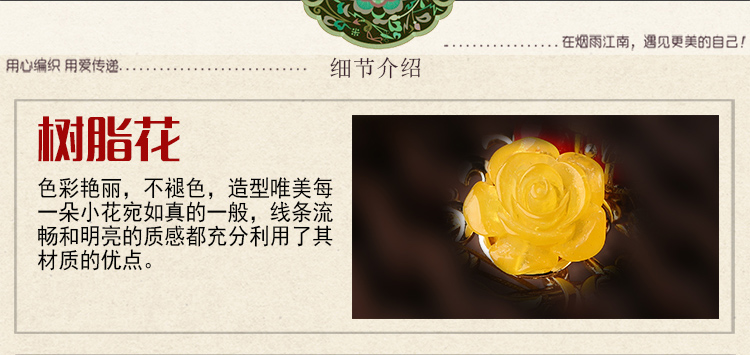 在烟雨江南，遇见更美的自己！
用心编织 用爱传递
细节介绍
树脂花
色彩艳丽，不褪色，造型唯美每
一朵小花宛如真的一般，线条流
畅和明亮的质感都充分利用了其
材质的优点。